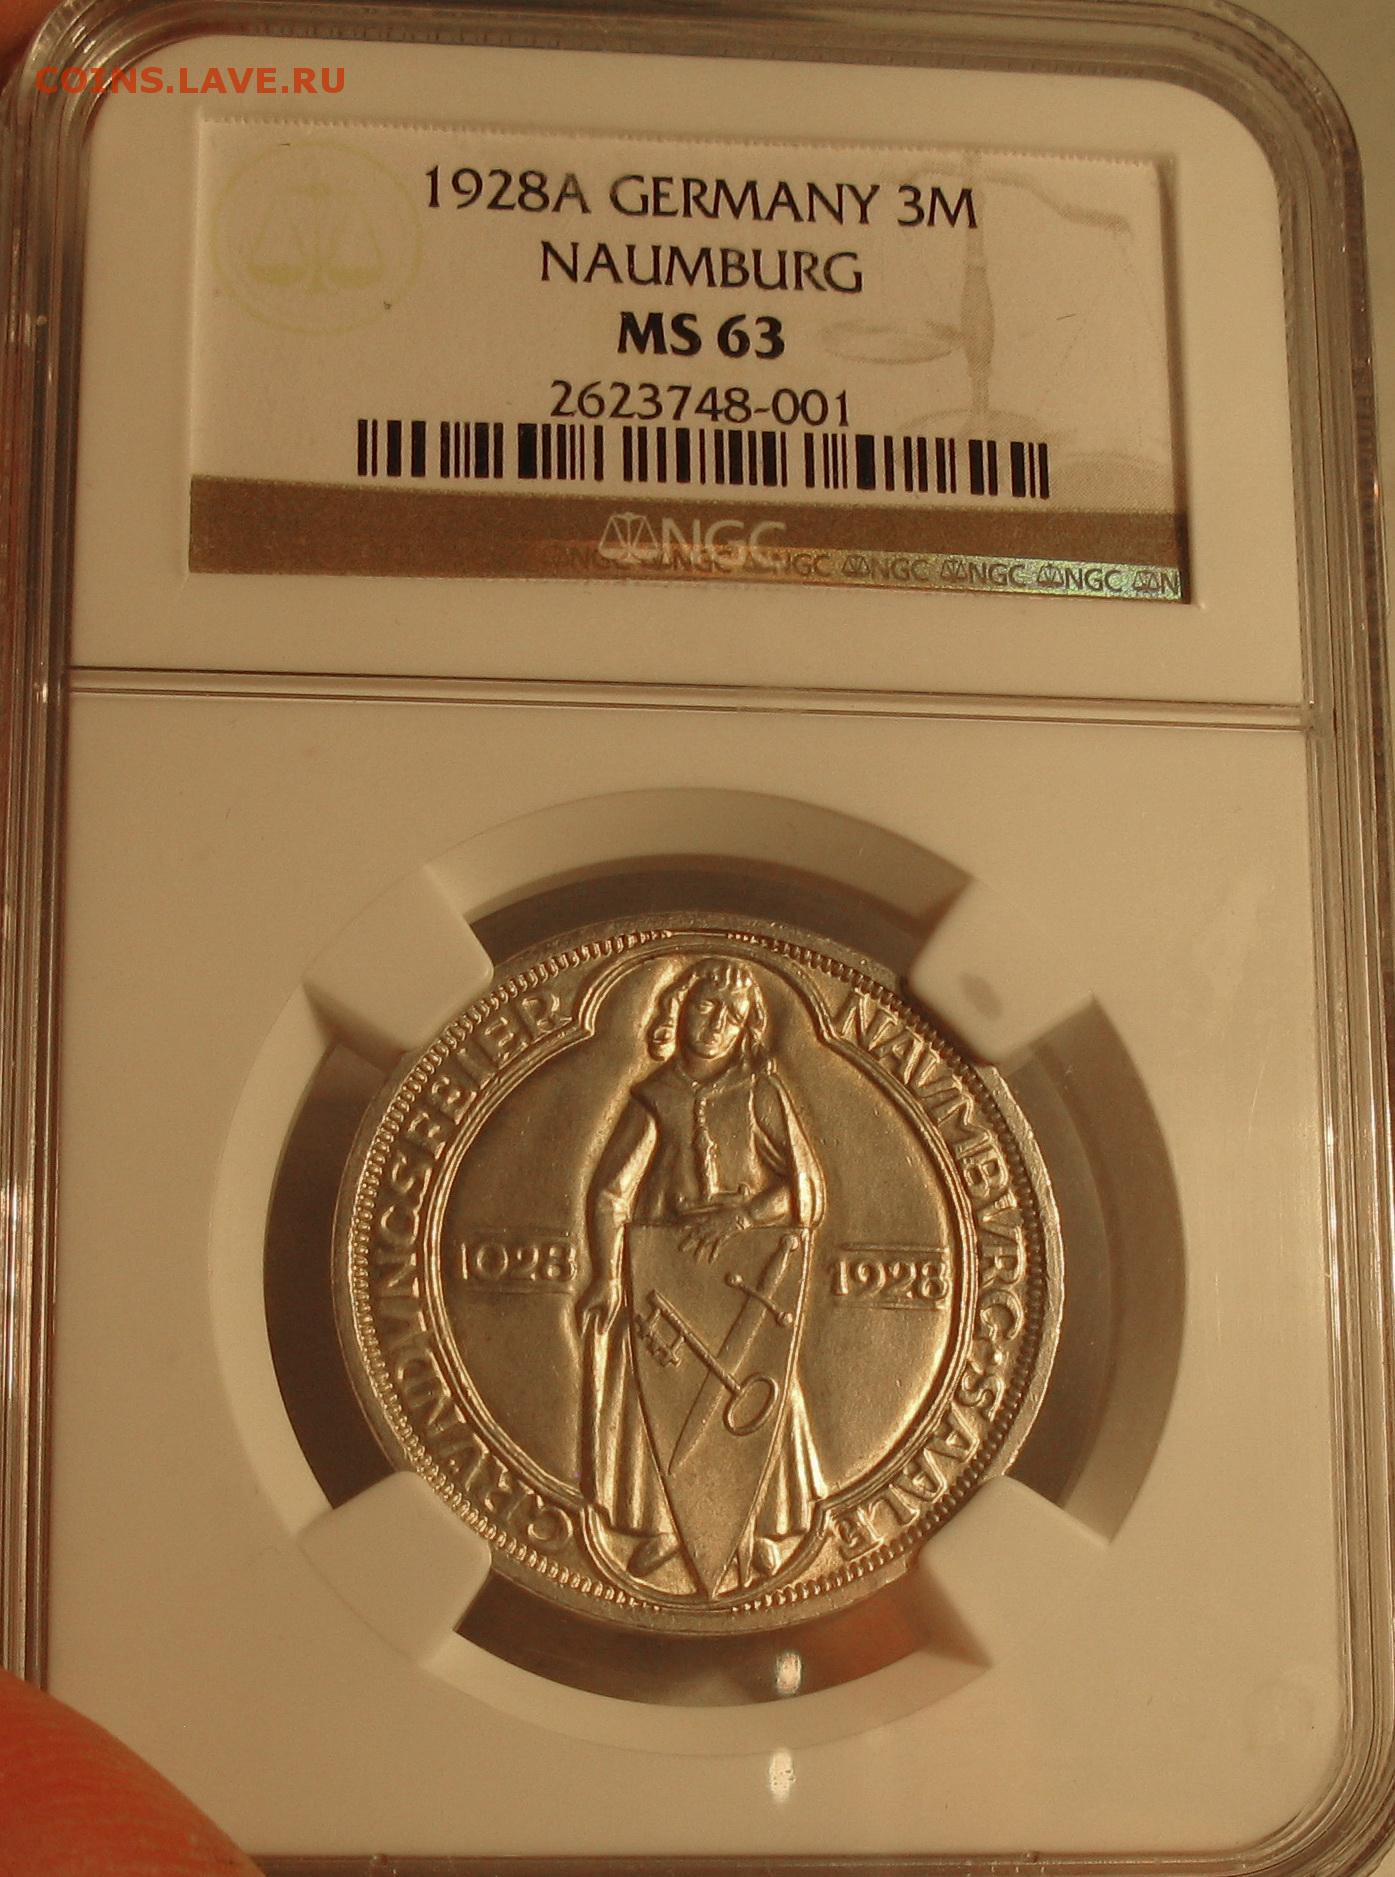 COINS.LAVE.RU
1928A GERMANY 3M
NAUMBURG
MS 63
2623748-001
NGC
NGC NGC NGC NGC NGC NGC N
GRVNDVNGSFEIER NAVMBVRG·SAALE
1028 1928